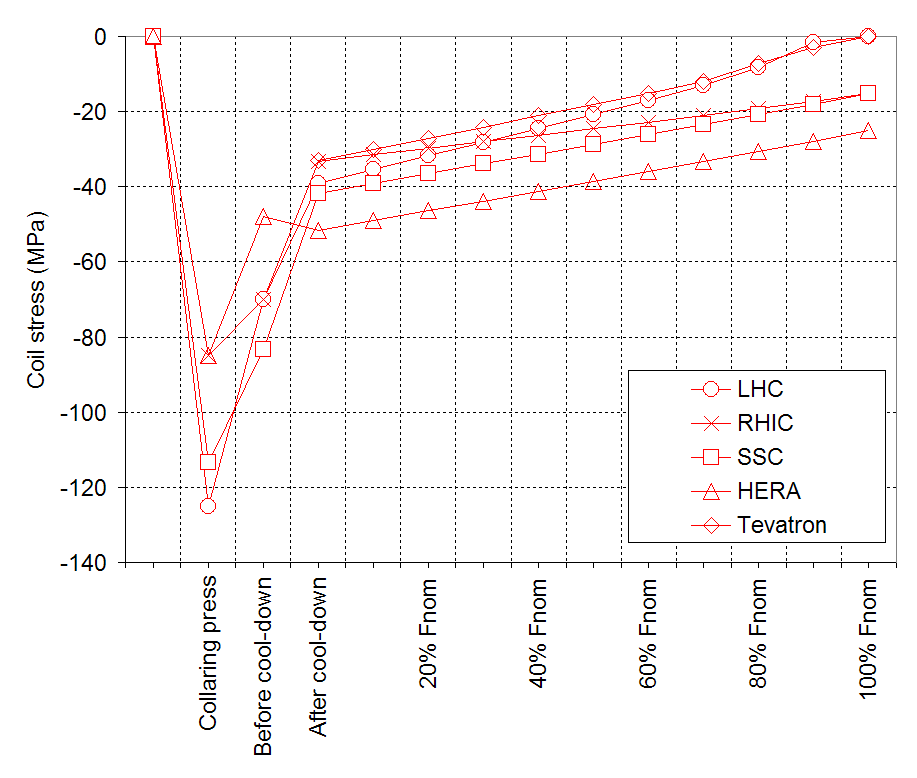 0
-20
-40
-60
-80
-100
-120
-140
Coil stress (MPa)
LHC
RHIC
SSC
HERA
Tevatron
Collaring press
Before cool-down
After cool-down
20% Fnom
40% Fnom
60% Fnom
80% Fnom
100% Fnom